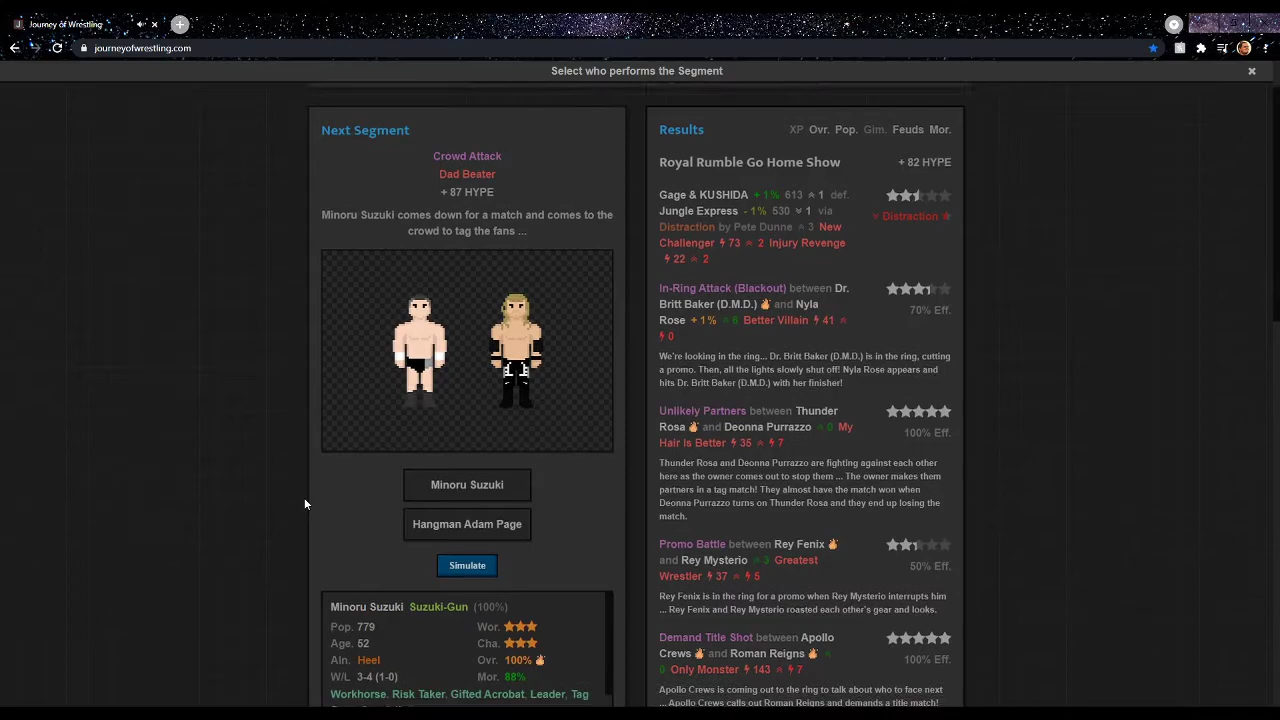 Journey of Wrestling
journeyofwrestling.com
Select who performs the Segment
Next Segment
Crowd Attack
Dad Beater
+ 87 HYPE
Minoru Suzuki comes down for a match and comes to the
crowd to tag the fans ...
Minoru Suzuki
Hangman Adam Page
Simulate
Minoru Suzuki Suzuki-Gun (100%)
Pop. 779 Wor.
Age. 52 Cha.
Aln. Heel Ovr. 100%
W/L 3-4 (1-0) Mor. 88%
Workhorse, Risk Taker, Gifted Acrobat, Leader, Tag
Results XP Ovr. Pop. Gim. Feuds Mor.
Royal Rumble Go Home Show + 82 HYPE
Gage & KUSHIDA + 1% 613 1 def.
Jungle Express - 1% 530 1 via
Distraction
Distraction by Pete Dunne 3 New
Challenger 73 2 Injury Revenge
22 2
In-Ring Attack (Blackout) between Dr.
Britt Baker (D.M.D.) and Nyla
70% Eff.
Rose + 1% 6 Better Villain 41
0
We're looking in the ring... Dr. Britt Baker (D.M.D.) is in the ring, cutting
a promo. Then, all the lights slowly shut off! Nyla Rose appears and
hits Dr. Britt Baker (D.M.D.) with her finisher!
Unlikely Partners between Thunder
Rosa and Deonna Purrazzo 0 My
100% Eff.
Hair Is Better 35 7
Thunder Rosa and Deonna Purrazzo are fighting against each other
here as the owner comes out to stop them ... The owner makes them
partners in a tag match! They almost have the match won when
Deonna Purrazzo turns on Thunder Rosa and they end up losing the
match.
Promo Battle between Rey Fenix
and Rey Mysterio 3 Greatest
50% Eff.
Wrestler 37 5
Rey Fenix is in the ring for a promo when Rey Mysterio interrupts him
... Rey Fenix and Rey Mysterio roasted each other's gear and looks.
Demand Title Shot between Apollo
Crews and Roman Reigns
100% Eff.
0 Only Monster 143 7
Apollo Crews is coming out to the ring to talk about who to face next
... Apollo Crews calls out Roman Reigns and demands a title match!